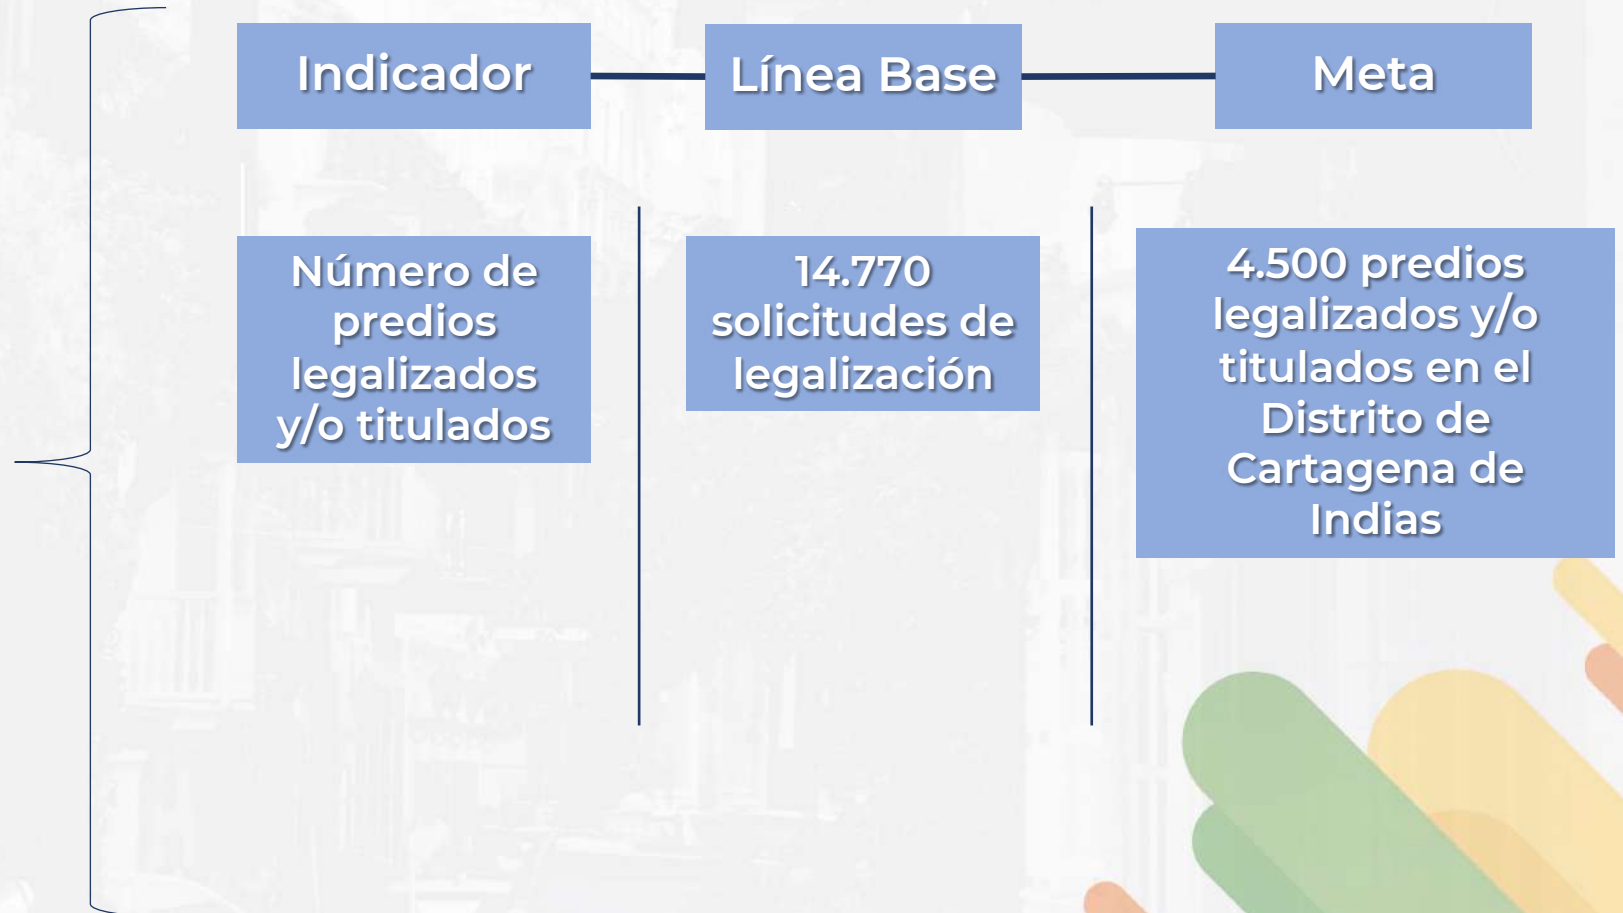 Indicador
Línea Base
Meta
Número de
predios
legalizados
y/o titulados
14.770
solicitudes de
legalización
4.500 predios
legalizados y/o
titulados en el
Distrito de
Cartagena de
Indias